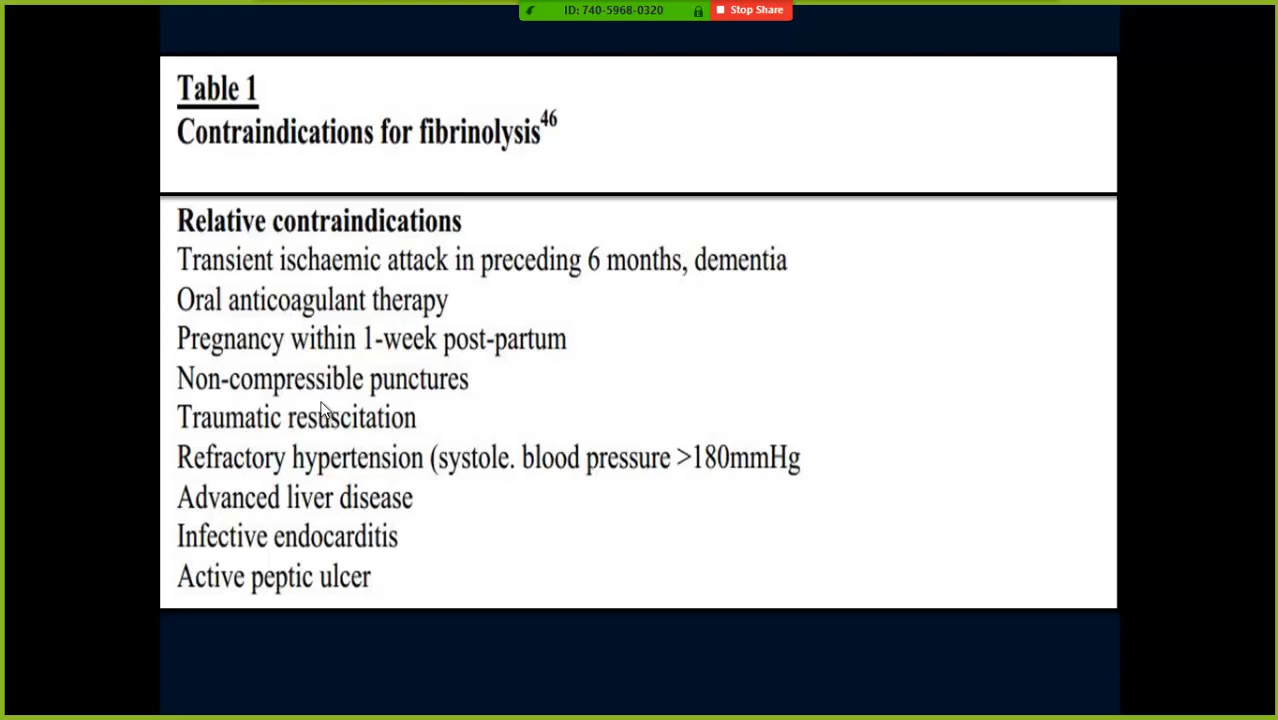 ID: 740-5968-0320 Stop Share
Table 1
Contraindications for fibrinolysis46
Relative contraindications
Transient ischaemic attack in preceding 6 months, dementia
Oral anticoagulant therapy
Pregnancy within 1-week post-partum
Non-compressible punctures
Traumatic resuscitation
Refractory hypertension (systole. blood pressure >180mmHg
Advanced liver disease
Infective endocarditis
Active peptic ulcer